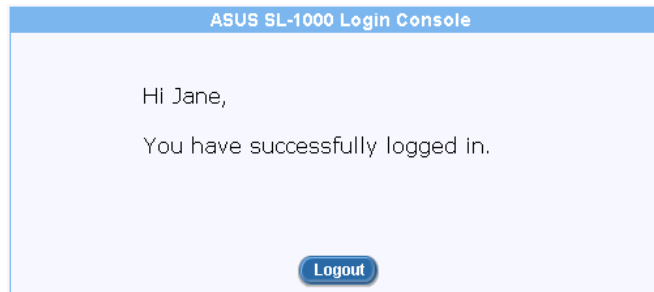 ASUS SL-1000 Login Console
Hi Jane,
You have successfully logged in.
Logout